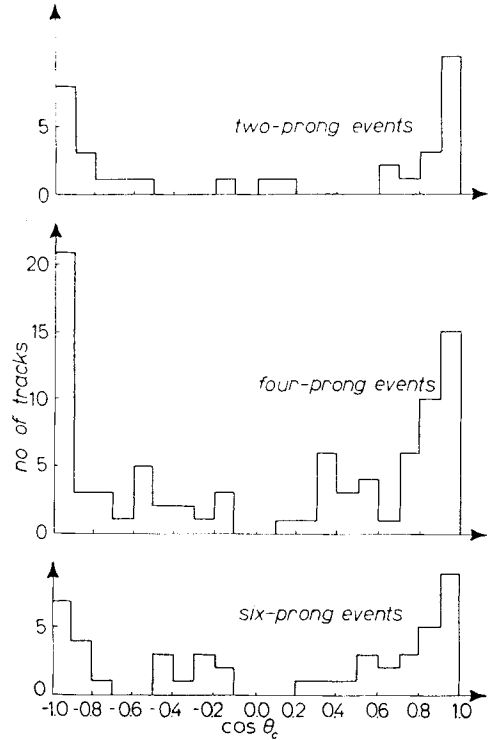 two-prong events
5
0
20
15
10
5
0
four-prong events
no of tracks
six-prong events
5
0
-1.0 -0.8 -0.6 -0.4 -0.2 0.0 0.2 0.4 0.6 0.8 1.0
cos θc